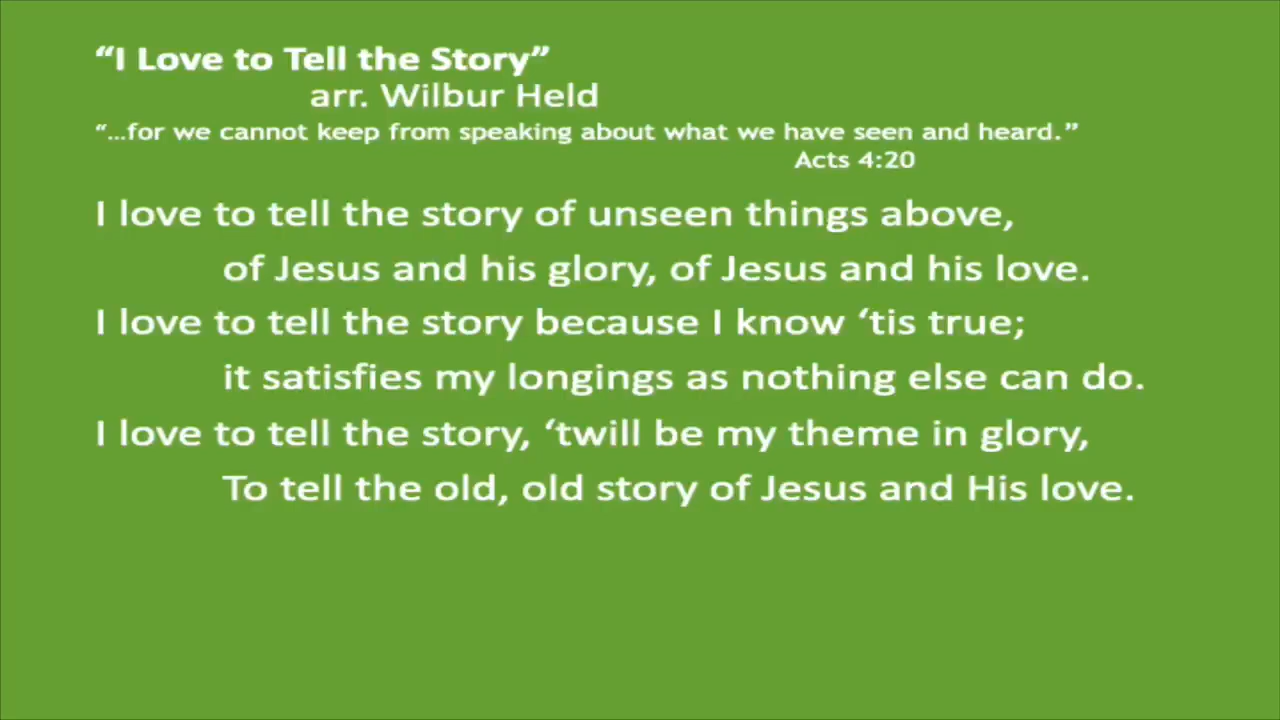 “I Love to Tell the Story”
arr. Wilbur Held
“…for we cannot keep from speaking about what we have seen and heard.”
Acts 4:20
I love to tell the story of unseen things above,
of Jesus and his glory, of Jesus and his love.
I love to tell the story because I know ‘tis true;
it satisfies my longings as nothing else can do.
I love to tell the story, ‘twill be my theme in glory,
To tell the old, old story of Jesus and His love.